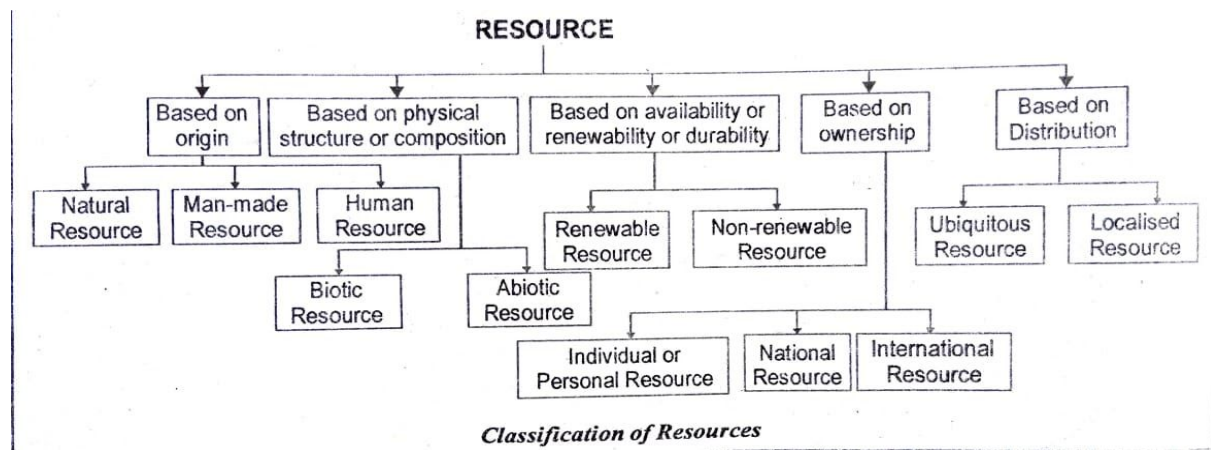 RESOURCE
Based on
origin
Based on physical
structure or composition
Based on availability or
renewability or durability
Based on
ownership
Based on
Distribution
Natural
Resource
Man-made
Resource
Human
Resource
Renewable
Resource
Non-renewable
Resource
Ubiquitous
Resource
Localised
Resource
Biotic
Resource
Abiotic
Resource
Individual or
Personal Resource
National
Resource
International
Resource
Classification of Resources